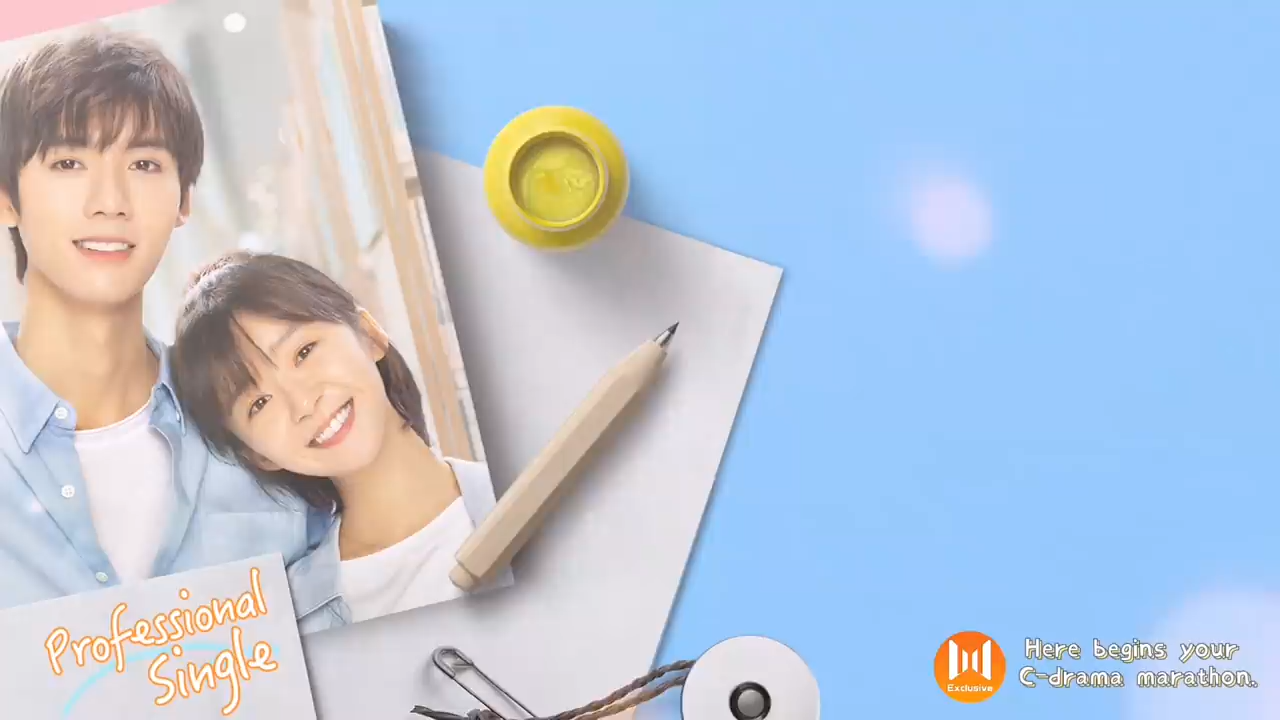 Professional
Single
Exclusive
Here begins your
C-drama marathon.